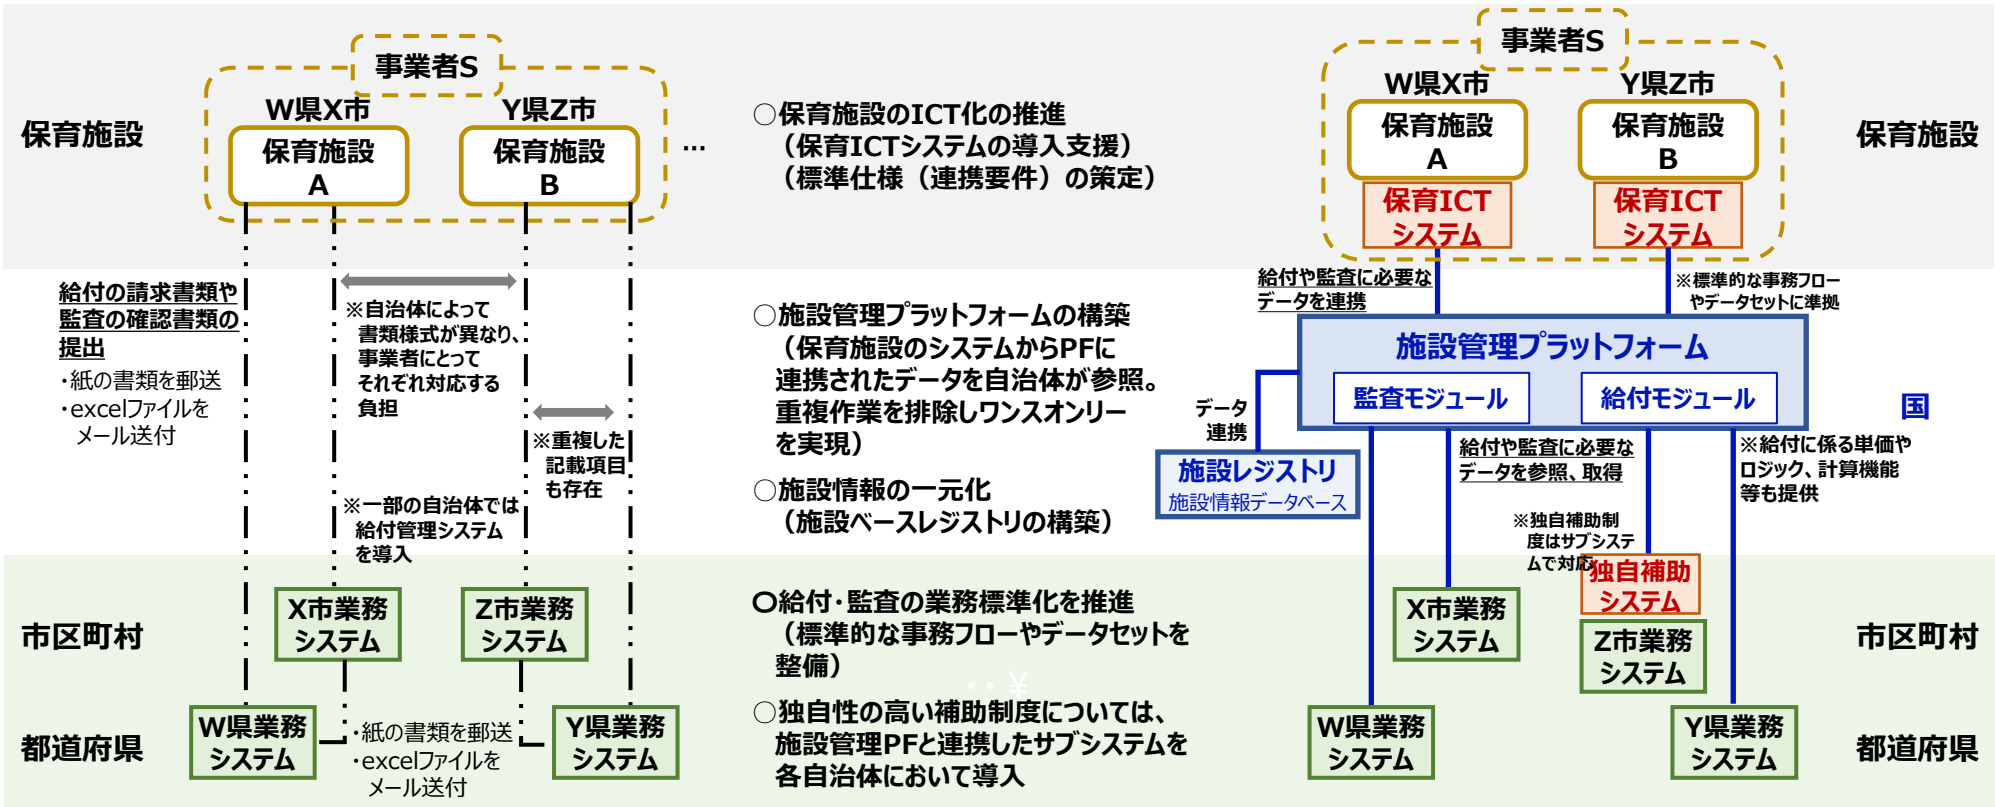 保育施設
事業者S
W県X市
Y県Z市
保育施設
A
保育施設
B
…
給付の請求書類や
監査の確認書類の
提出
・紙の書類を郵送
・excelファイルを
メール送付
※自治体によって
書類様式が異なり、
事業者にとって
それぞれ対応する
負担
※重複した
記載項目
も存在
※一部の自治体では
給付管理システム
を導入
市区町村
X市業務
システム
Z市業務
システム
都道府県
W県業務
システム
・紙の書類を郵送
・excelファイルを
メール送付
Y県業務
システム
○保育施設のICT化の推進
（保育ICTシステムの導入支援）
（標準仕様（連携要件）の策定）
○施設管理プラットフォームの構築
（保育施設のシステムからPFに
連携されたデータを自治体が参照。
重複作業を排除しワンスオンリー
を実現）
○施設情報の一元化
（施設ベースレジストリの構築）
○給付・監査の業務標準化を推進
（標準的な事務フローやデータセットを
整備）
・・¥
○独自性の高い補助制度については、
施設管理PFと連携したサブシステムを
各自治体において導入
事業者S
W県X市
Y県Z市
保育施設
A
保育施設
B
保育施設
保育ICT
システム
保育ICT
システム
給付や監査に必要な
データを連携
※標準的な事務フロー
やデータセットに準拠
施設管理プラットフォーム
監査モジュール
給付モジュール
国
データ
連携
施設レジストリ
施設情報データベース
給付や監査に必要な
データを参照、取得
※給付に係る単価や
ロジック、計算機能
等も提供
※独自補助制
度はサブシステ
ムで対応
独自補助
システム
X市業務
システム
Z市業務
システム
市区町村
W県業務
システム
Y県業務
システム
都道府県